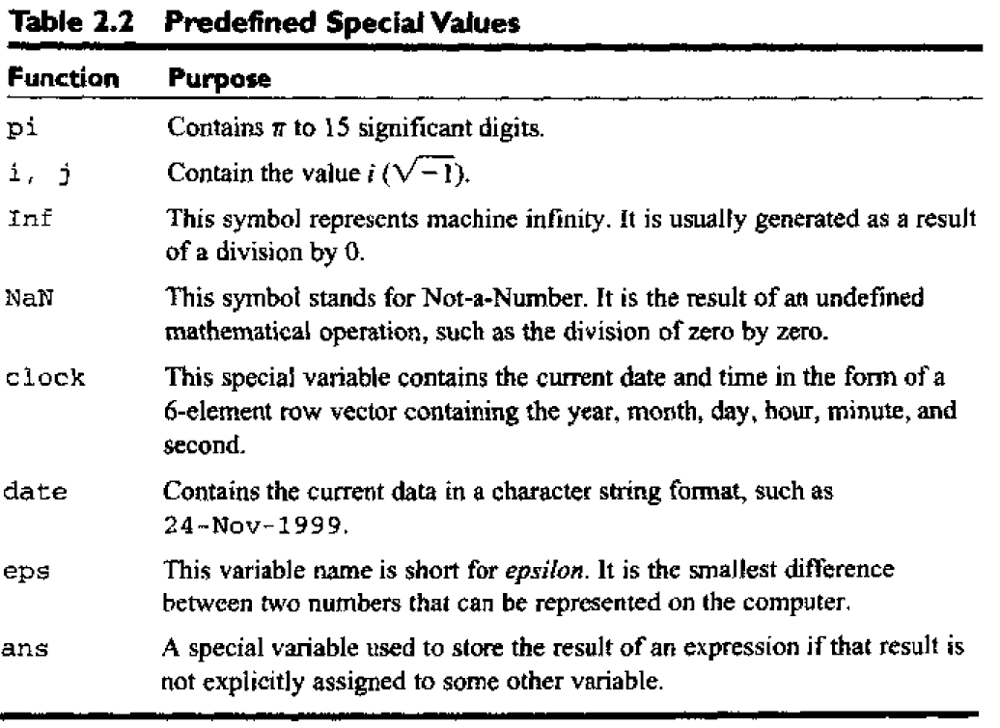 Table 2.2 Predefined Special Values
Function Purpose
pi Contains π to 15 significant digits.
i, j Contain the value i (√−1).
Inf This symbol represents machine infinity. It is usually generated as a result
of a division by 0.
NaN This symbol stands for Not-a-Number. It is the result of an undefined
mathematical operation, such as the division of zero by zero.
clock This special variable contains the current date and time in the form of a
6-element row vector containing the year, month, day, hour, minute, and
second.
date Contains the current data in a character string format, such as
24-Nov-1999.
eps This variable name is short for epsilon. It is the smallest difference
between two numbers that can be represented on the computer.
ans A special variable used to store the result of an expression if that result is
not explicitly assigned to some other variable.